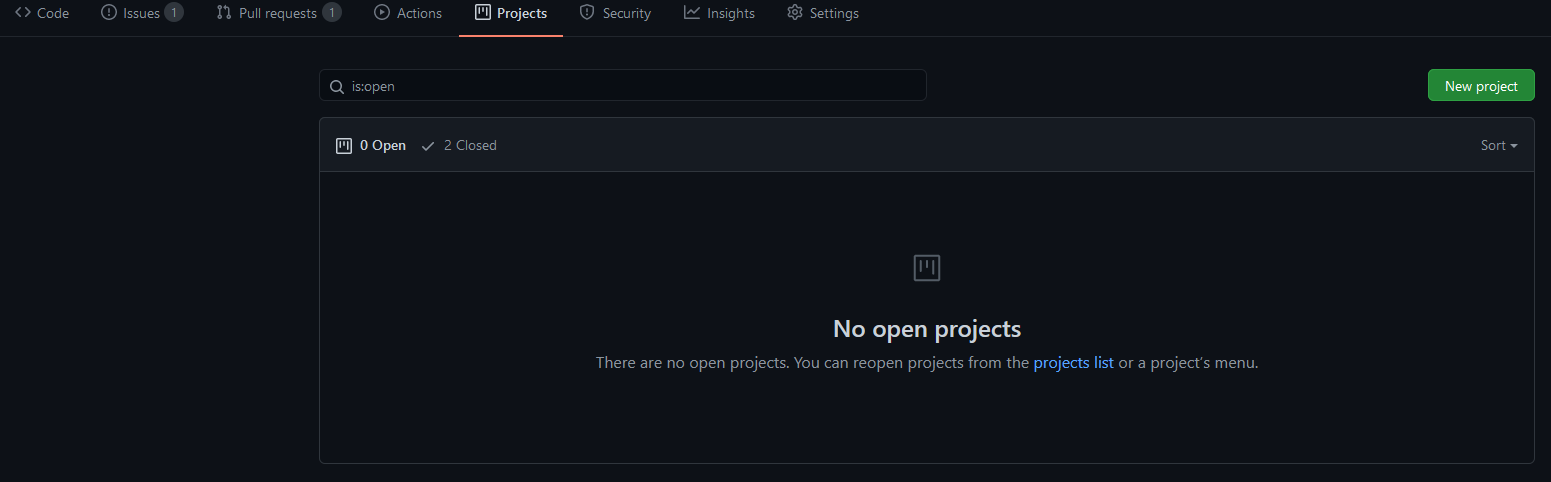 Code Issues 1 Pull requests 1 Actions Projects Security Insights Settings
is:open New project
0 Open 2 Closed Sort
No open projects
There are no open projects. You can reopen projects from the projects list or a project's menu.